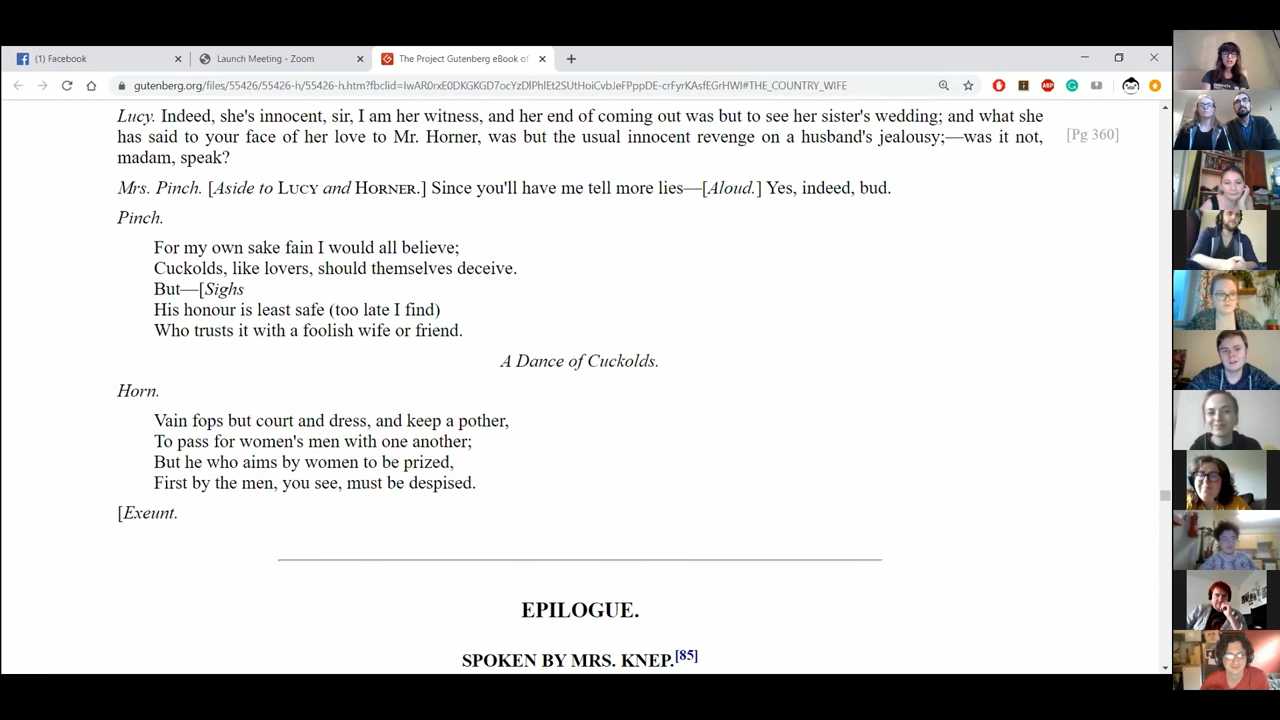 (1) Facebook
Launch Meeting - Zoom
The Project Gutenberg eBook of
gutenberg.org/files/55426/55426-h/55426-h.htm?fbclid=IwAR0rxE0DKGKGD7ocYzDlPhlEt2SUtHoiCvbJeFPppDE-crFyrKAsfEGrHWI#THE_COUNTRY_WIFE
ABP
Lucy. Indeed, she's innocent, sir, I am her witness, and her end of coming out was but to see her sister's wedding; and what she
has said to your face of her love to Mr. Horner, was but the usual innocent revenge on a husband's jealousy;—was it not,
[Pg 360]
madam, speak?
Mrs. Pinch. [Aside to LUCY and HORNER.] Since you'll have me tell more lies—[Aloud.] Yes, indeed, bud.
Pinch.
For my own sake fain I would all believe;
Cuckolds, like lovers, should themselves deceive.
But—[Sighs
His honour is least safe (too late I find)
Who trusts it with a foolish wife or friend.
A Dance of Cuckolds.
Horn.
Vain fops but court and dress, and keep a pother,
To pass for women's men with one another;
But he who aims by women to be prized,
First by the men, you see, must be despised.
[Exeunt.
EPILOGUE.
SPOKEN BY MRS. KNEP.[85]